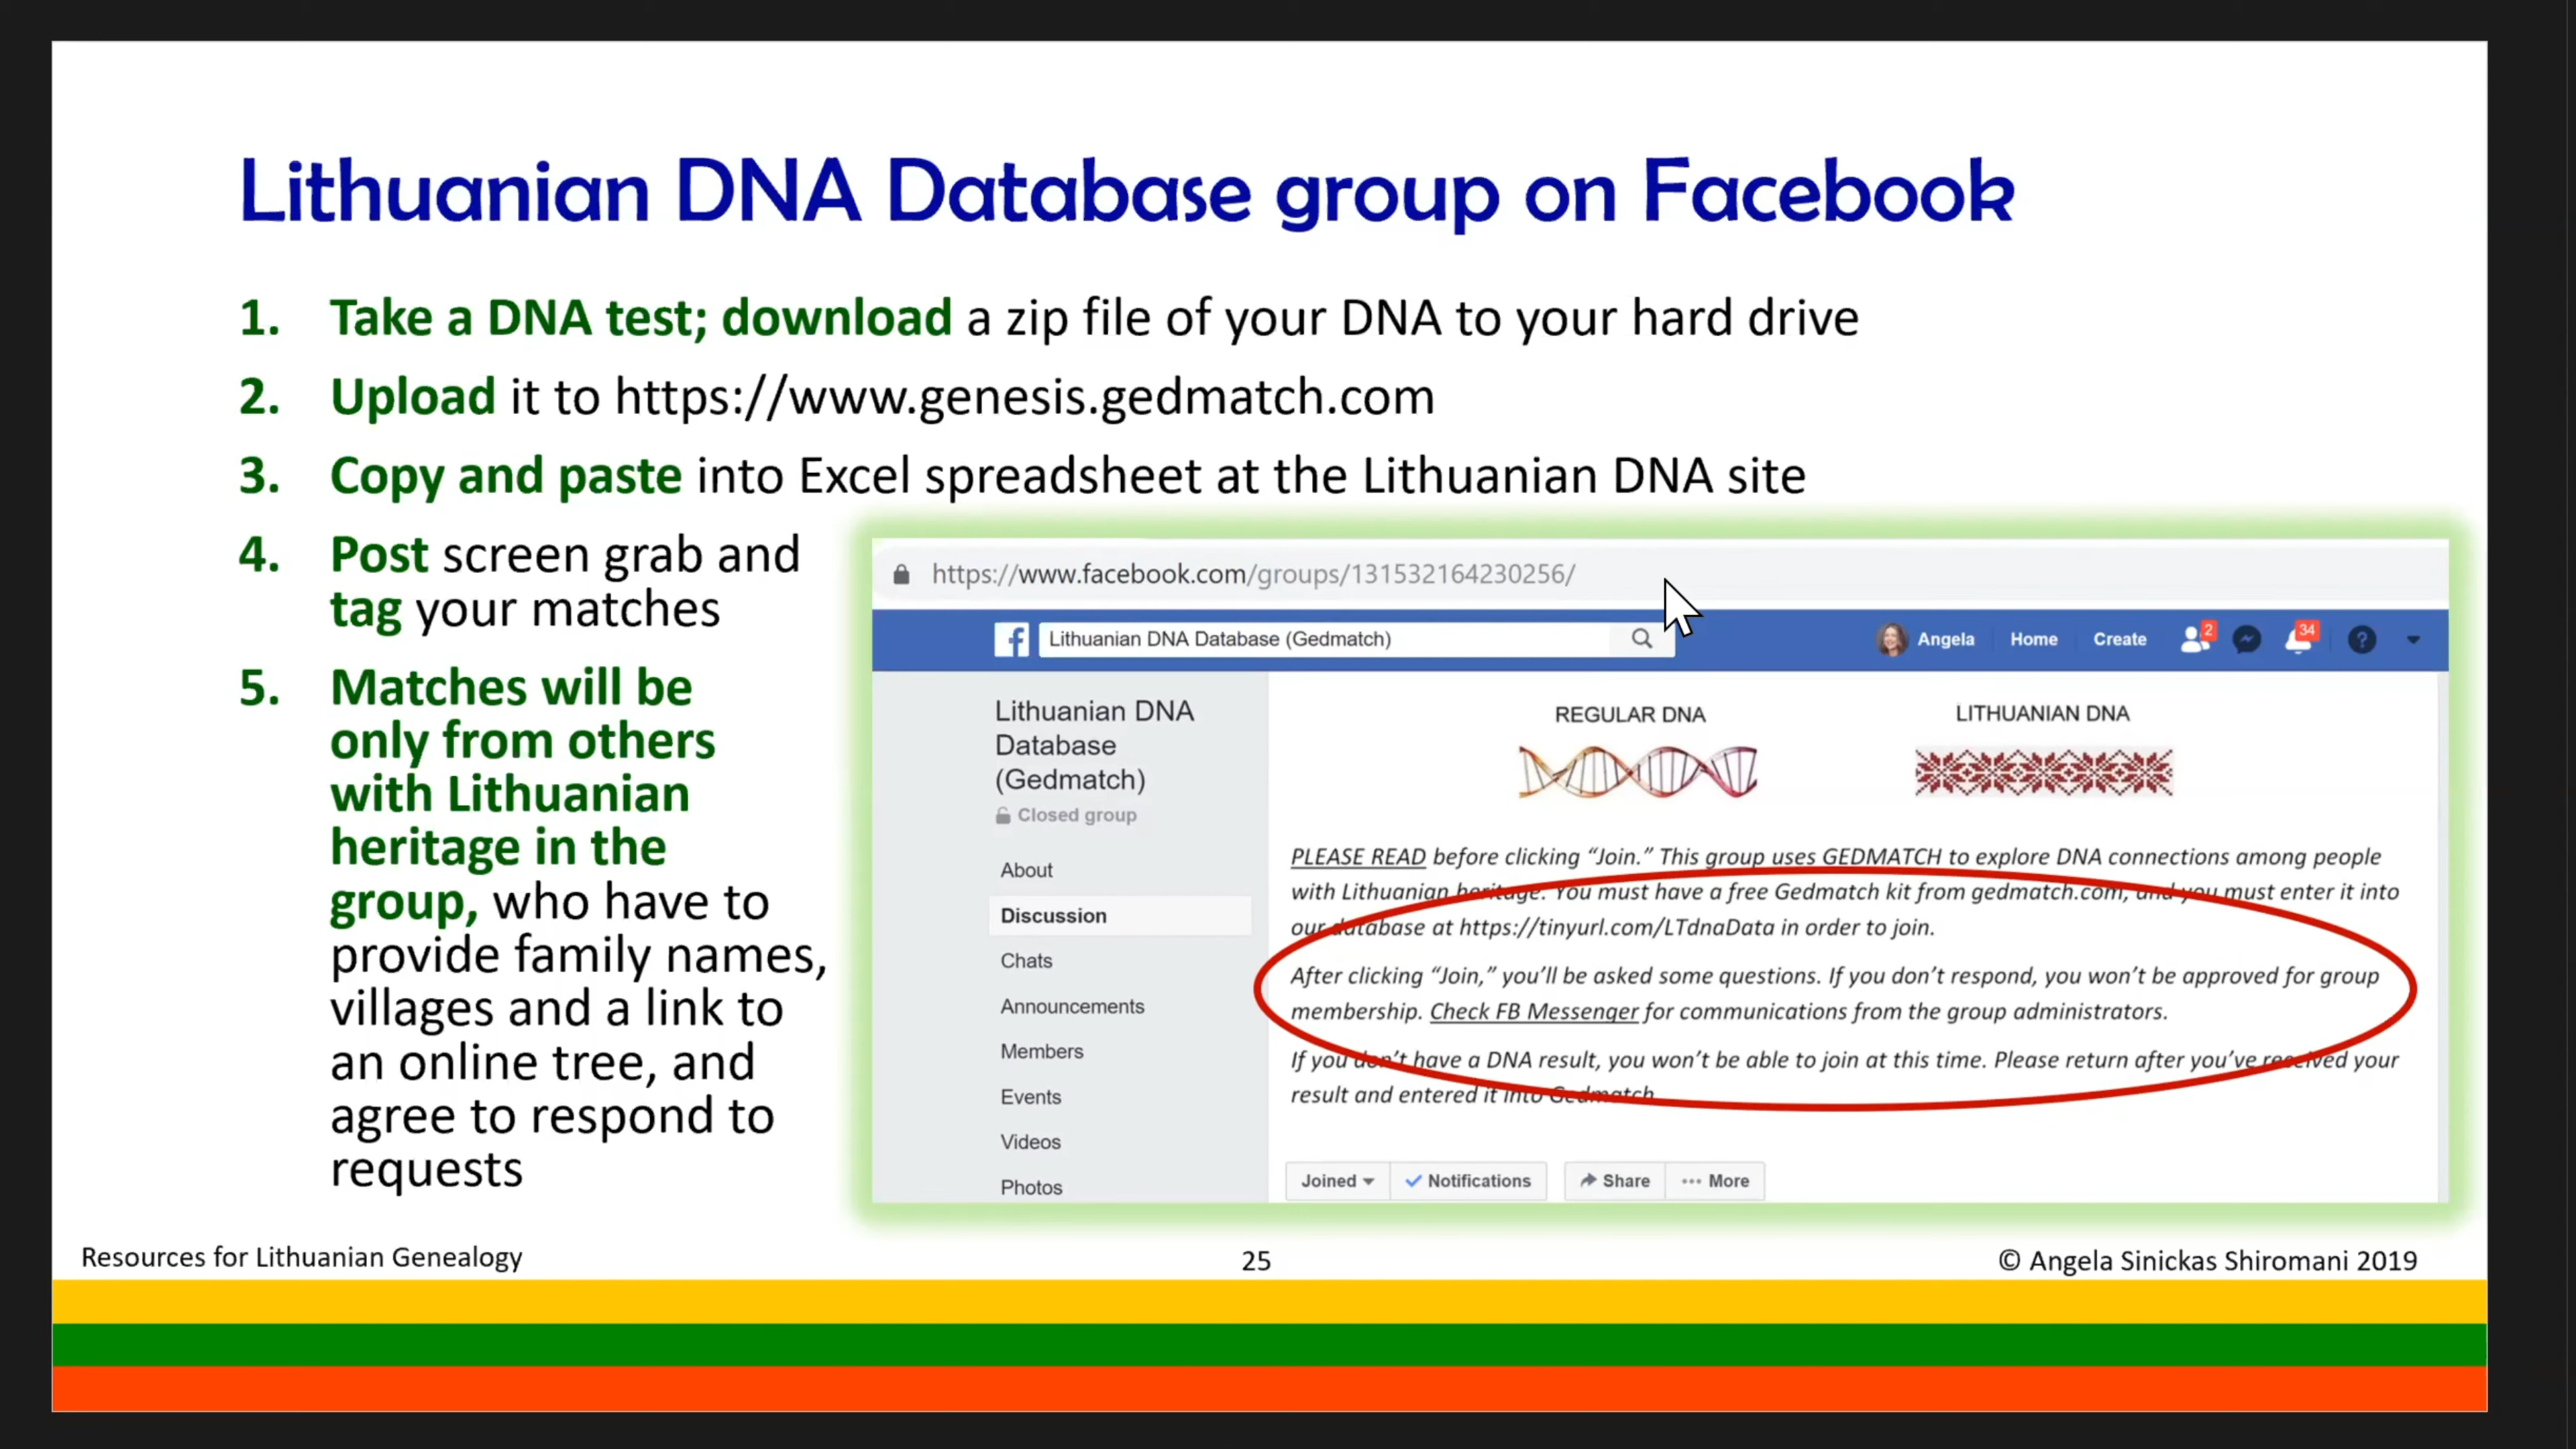 Lithuanian DNA Database group on Facebook
1. Take a DNA test; download a zip file of your DNA to your hard drive
2. Upload it to https://www.genesis.gedmatch.com
3. Copy and paste into Excel spreadsheet at the Lithuanian DNA site
4. Post screen grab and
tag your matches
5. Matches will be
only from others
with Lithuanian
heritage in the
group, who have to
provide family names,
villages and a link to
an online tree, and
agree to respond to
requests
https://www.facebook.com/groups/131532164230256/
Lithuanian DNA Database (Gedmatch)
Angela Home Create 2 34
Lithuanian DNA
Database
(Gedmatch)
Closed group
About
Discussion
Chats
Announcements
Members
Events
Videos
Photos
REGULAR DNA
LITHUANIAN DNA
PLEASE READ before clicking “Join.” This group uses GEDMATCH to explore DNA connections among people
with Lithuanian heritage. You must have a free Gedmatch kit from gedmatch.com, and you must enter it into
our database at https://tinyurl.com/LTdnaData in order to join.
After clicking “Join,” you’ll be asked some questions. If you don’t respond, you won’t be approved for group
membership. Check FB Messenger for communications from the group administrators.
If you don’t have a DNA result, you won’t be able to join at this time. Please return after you’ve received your
result and entered it into Gedmatch.
Joined Notifications Share More
Resources for Lithuanian Genealogy
25
© Angela Sinickas Shiromani 2019